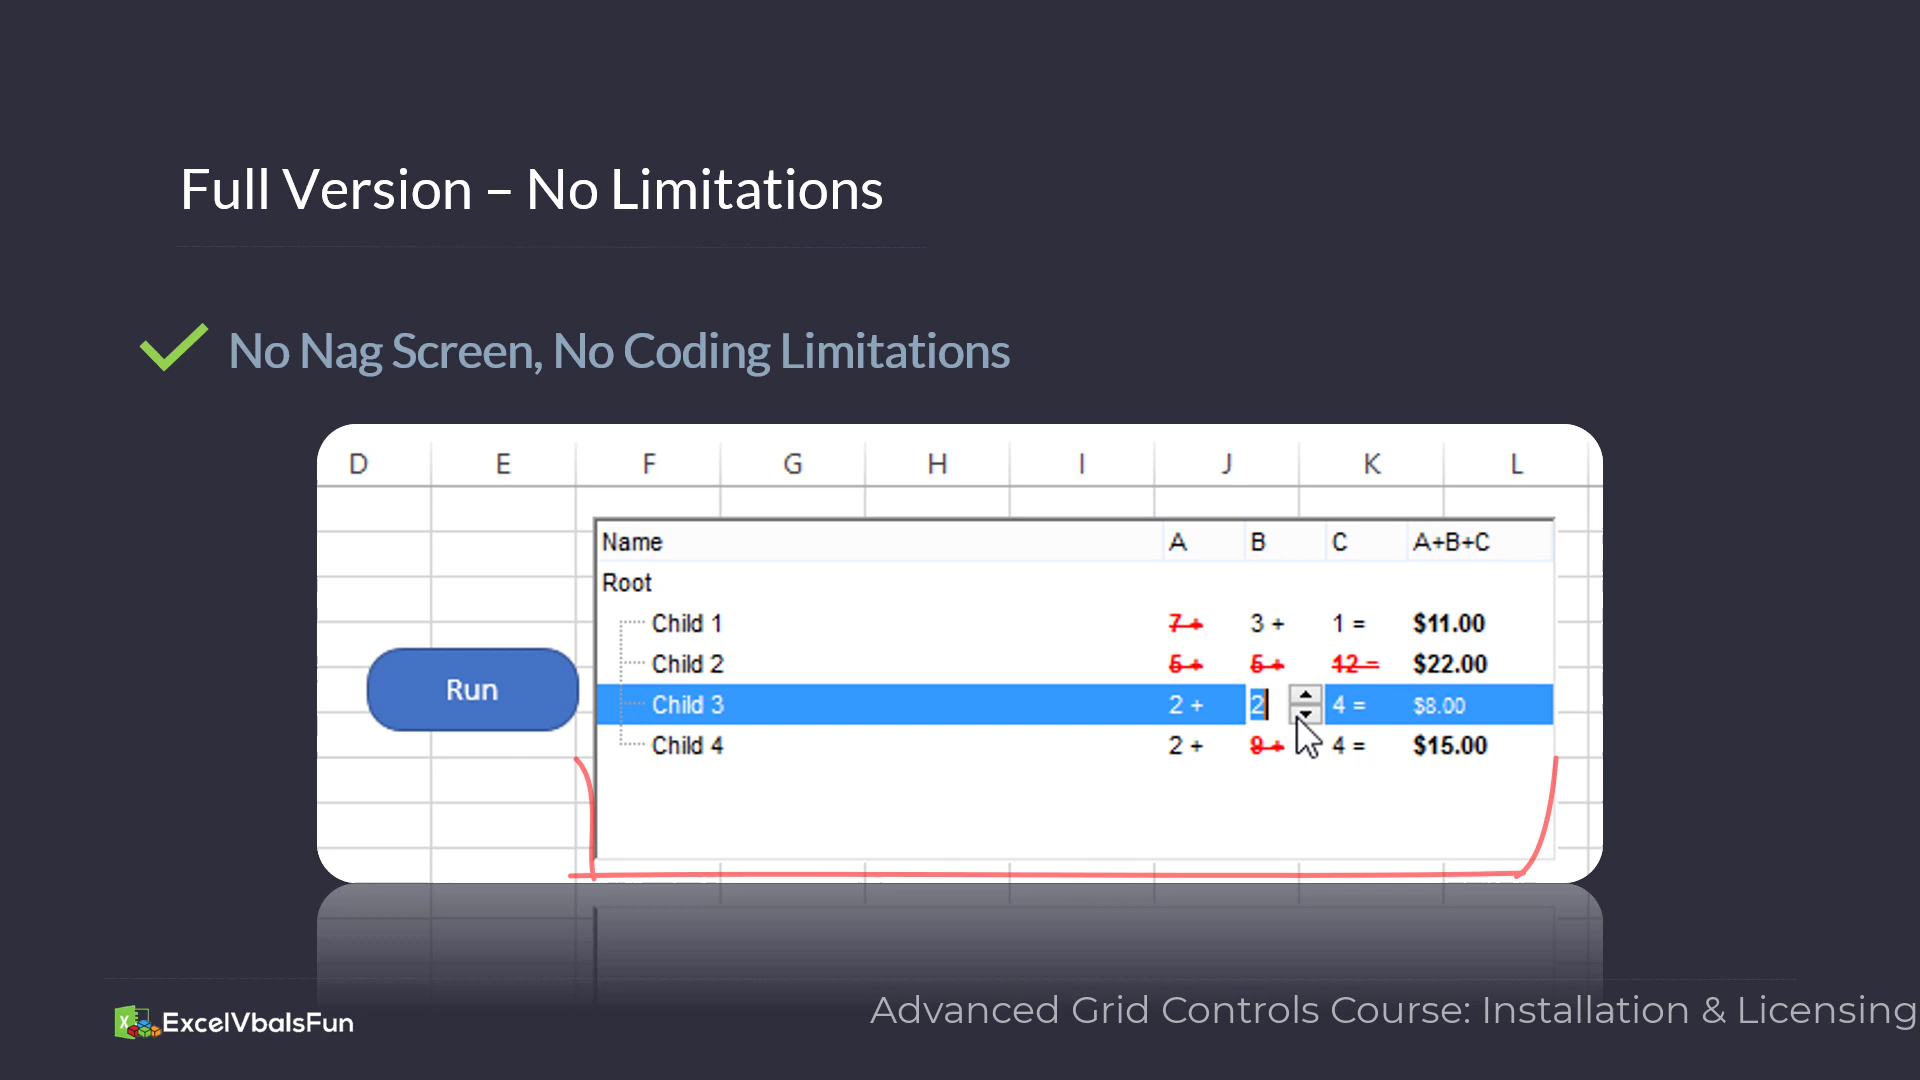 Full Version – No Limitations
No Nag Screen, No Coding Limitations
D E F G H I J K L
Name A B C A+B+C
Root
Child 1 7 + 3 + 1 = $11.00
Child 2 5 + 5 + 12 = $22.00
Run
Child 3 2 + 2 4 = $8.00
Child 4 2 + 9 + 4 = $15.00
Advanced Grid Controls Course: Installation & Licensing
ExcelVbaIsFun